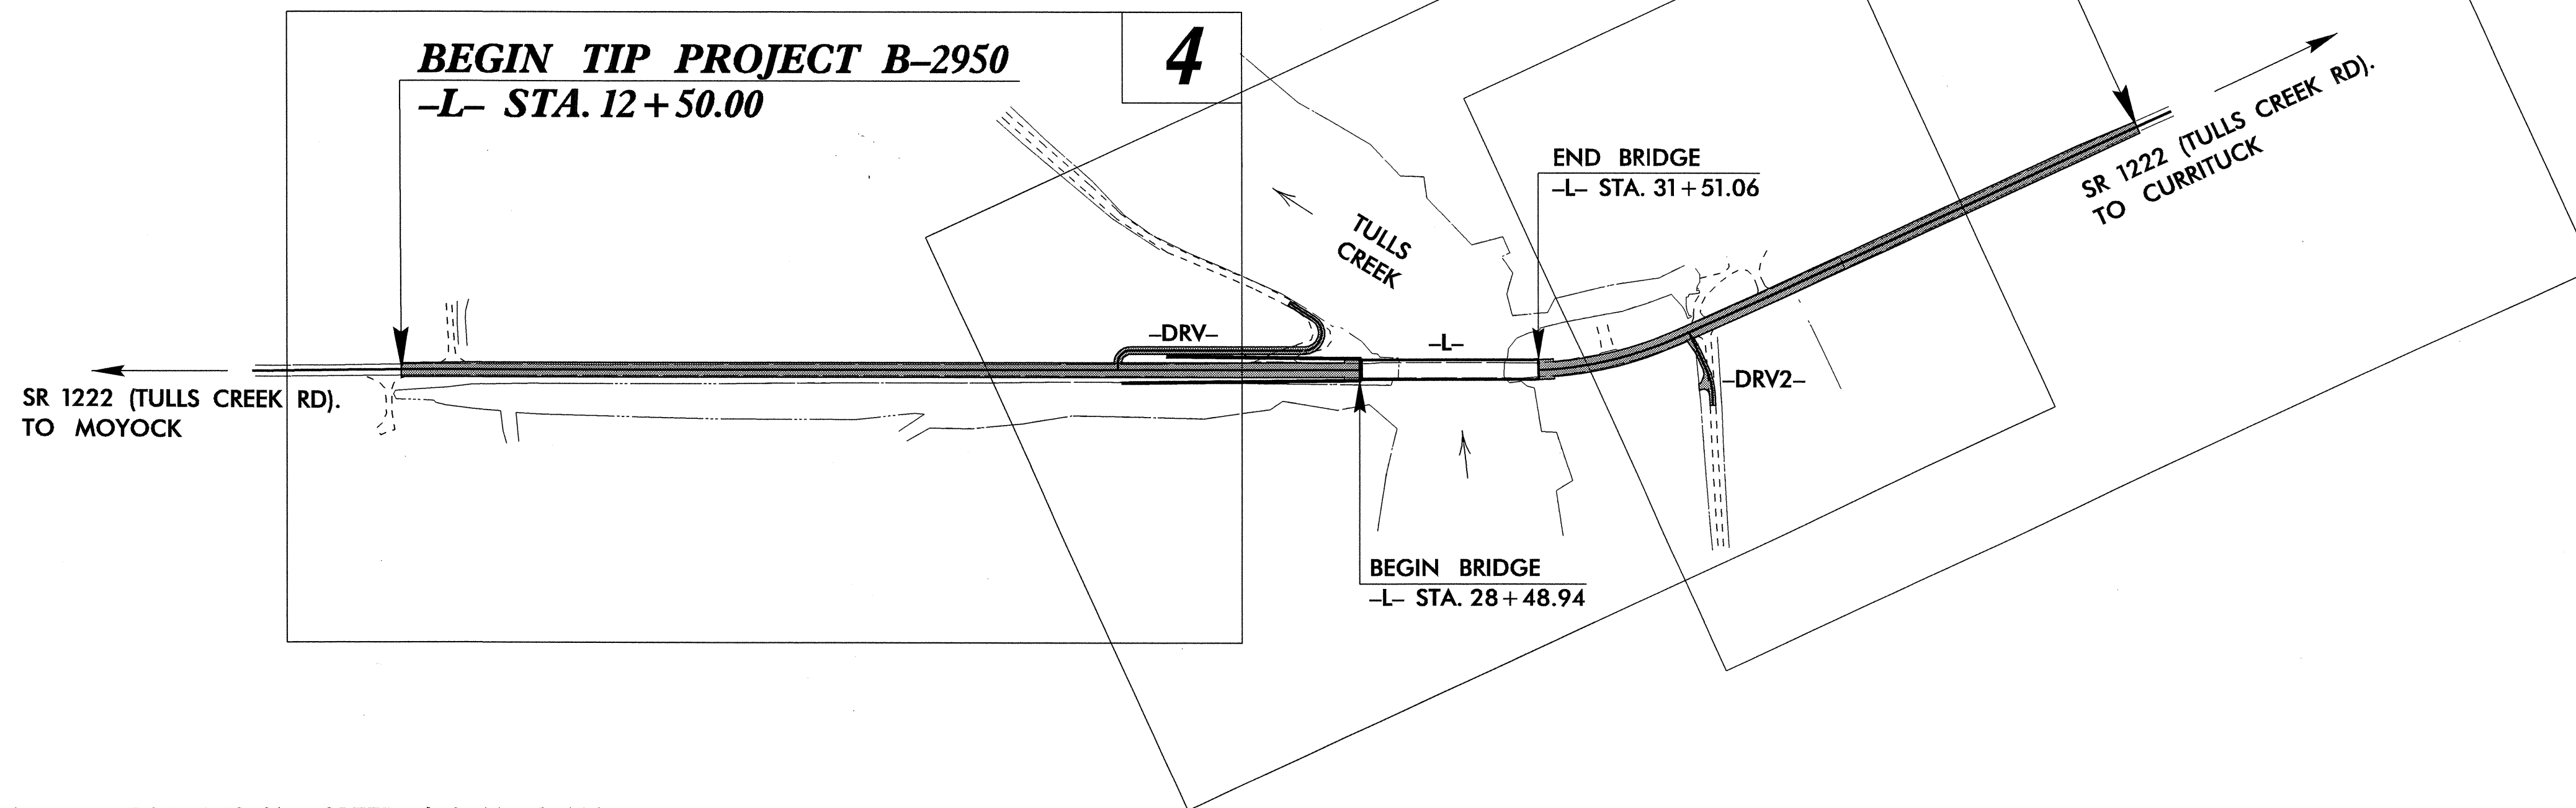 BEGIN TIP PROJECT B–2950
–L– STA. 12+50.00
4
SR 1222 (TULLS CREEK RD).
TO CURRITUCK
END BRIDGE
–L– STA. 31+51.06
TULLS
CREEK
–DRV–
–L–
–DRV2–
SR 1222 (TULLS CREEK RD).
TO MOYOCK
BEGIN BRIDGE
–L– STA. 28+48.94